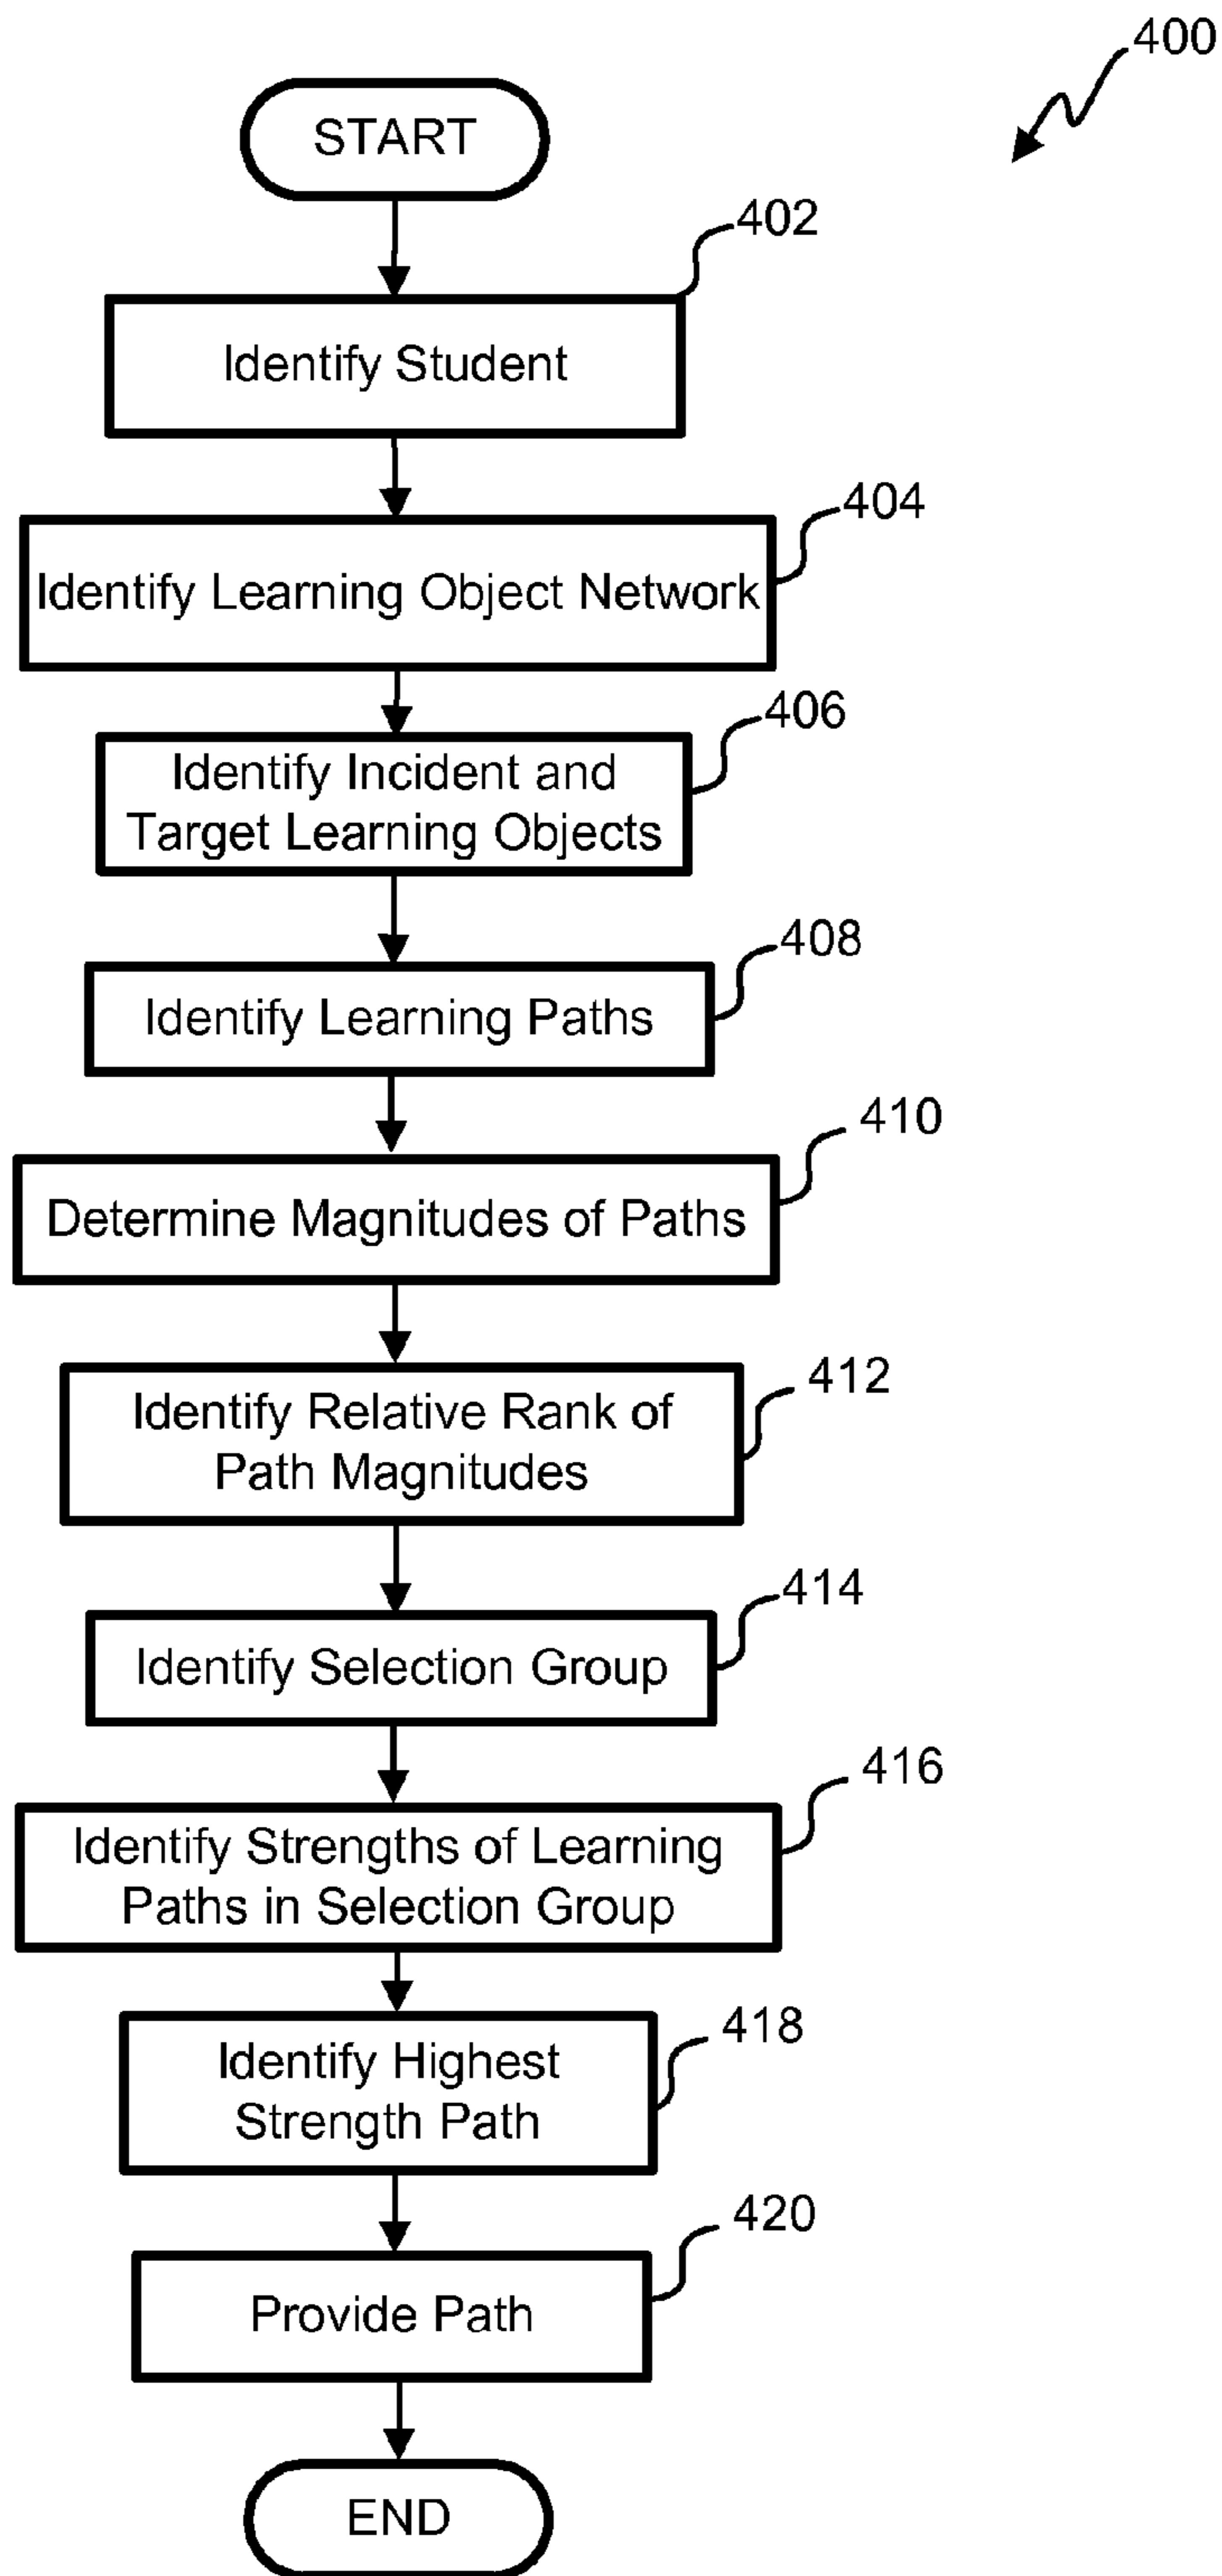 400
START
402
Identify Student
404
Identify Learning Object Network
406
Identify Incident and
Target Learning Objects
408
Identify Learning Paths
410
Determine Magnitudes of Paths
412
Identify Relative Rank of
Path Magnitudes
414
Identify Selection Group
416
Identify Strengths of Learning
Paths in Selection Group
418
Identify Highest
Strength Path
420
Provide Path
END